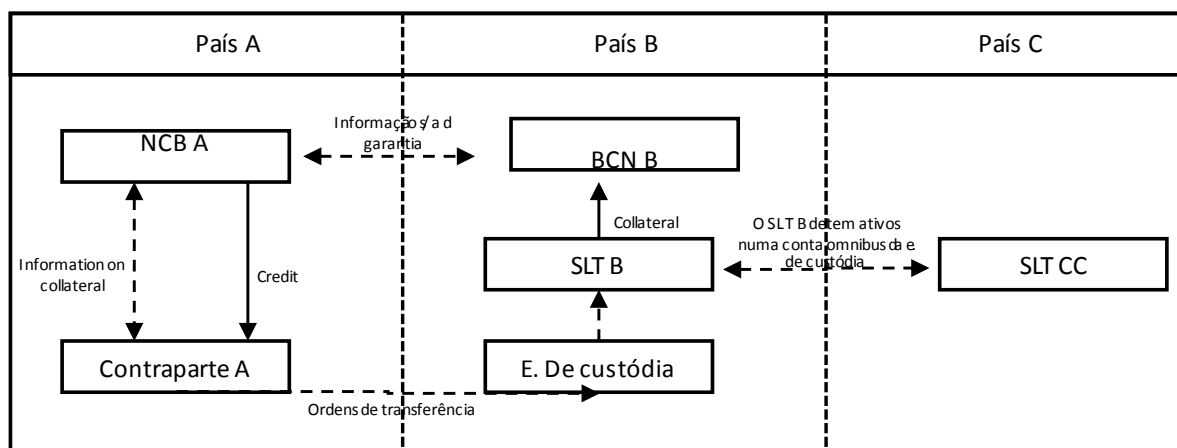 País A
País B
País C
NCB A
Informação s/ a d
garantia
BCN B
Collateral
O SLT B detem ativos
numa conta omnibus da e.
de custódia
Information on
collateral
Credit
SLT B
SLT CC
Contraparte A
E. De custódia
Ordens de transferência